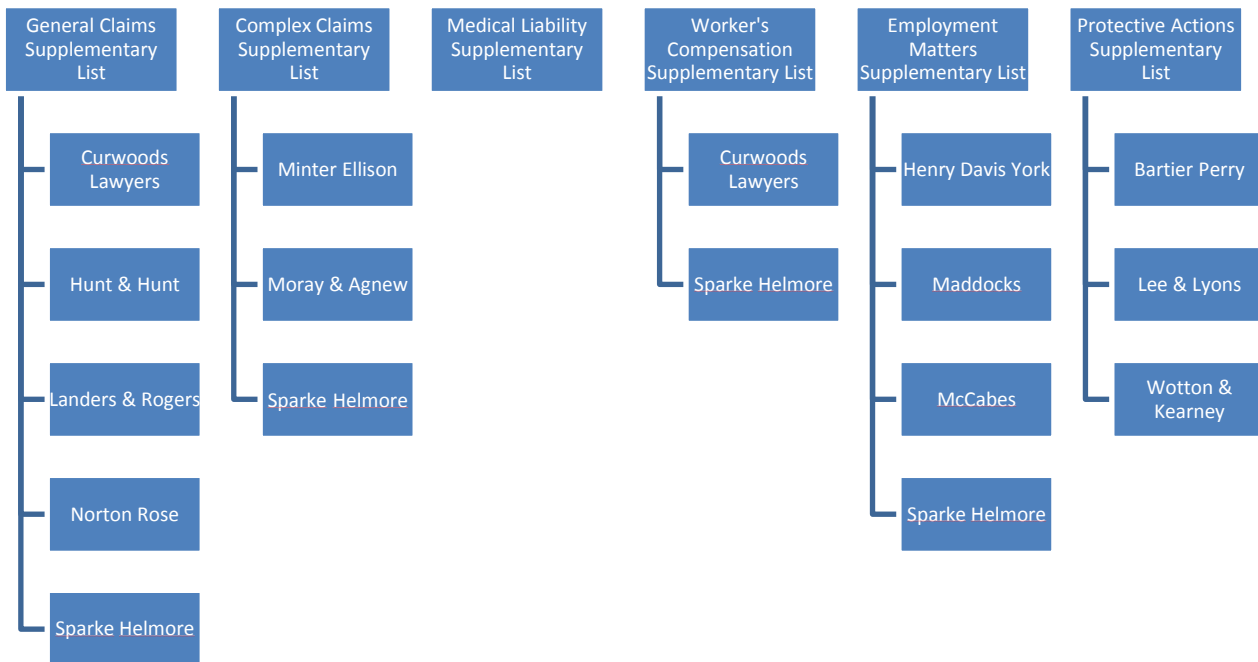 General Claims
Supplementary
List
Curwoods
Lawyers
Hunt & Hunt
Landers & Rogers
Norton Rose
Sparke Helmore
Complex Claims
Supplementary
List
Minter Ellison
Moray & Agnew
Sparke Helmore
Medical Liability
Supplementary
List
Worker's
Compensation
Supplementary List
Curwoods
Lawyers
Sparke Helmore
Employment
Matters
Supplementary List
Henry Davis York
Maddocks
McCabes
Sparke Helmore
Protective Actions
Supplementary
List
Bartier Perry
Lee & Lyons
Wotton &
Kearney